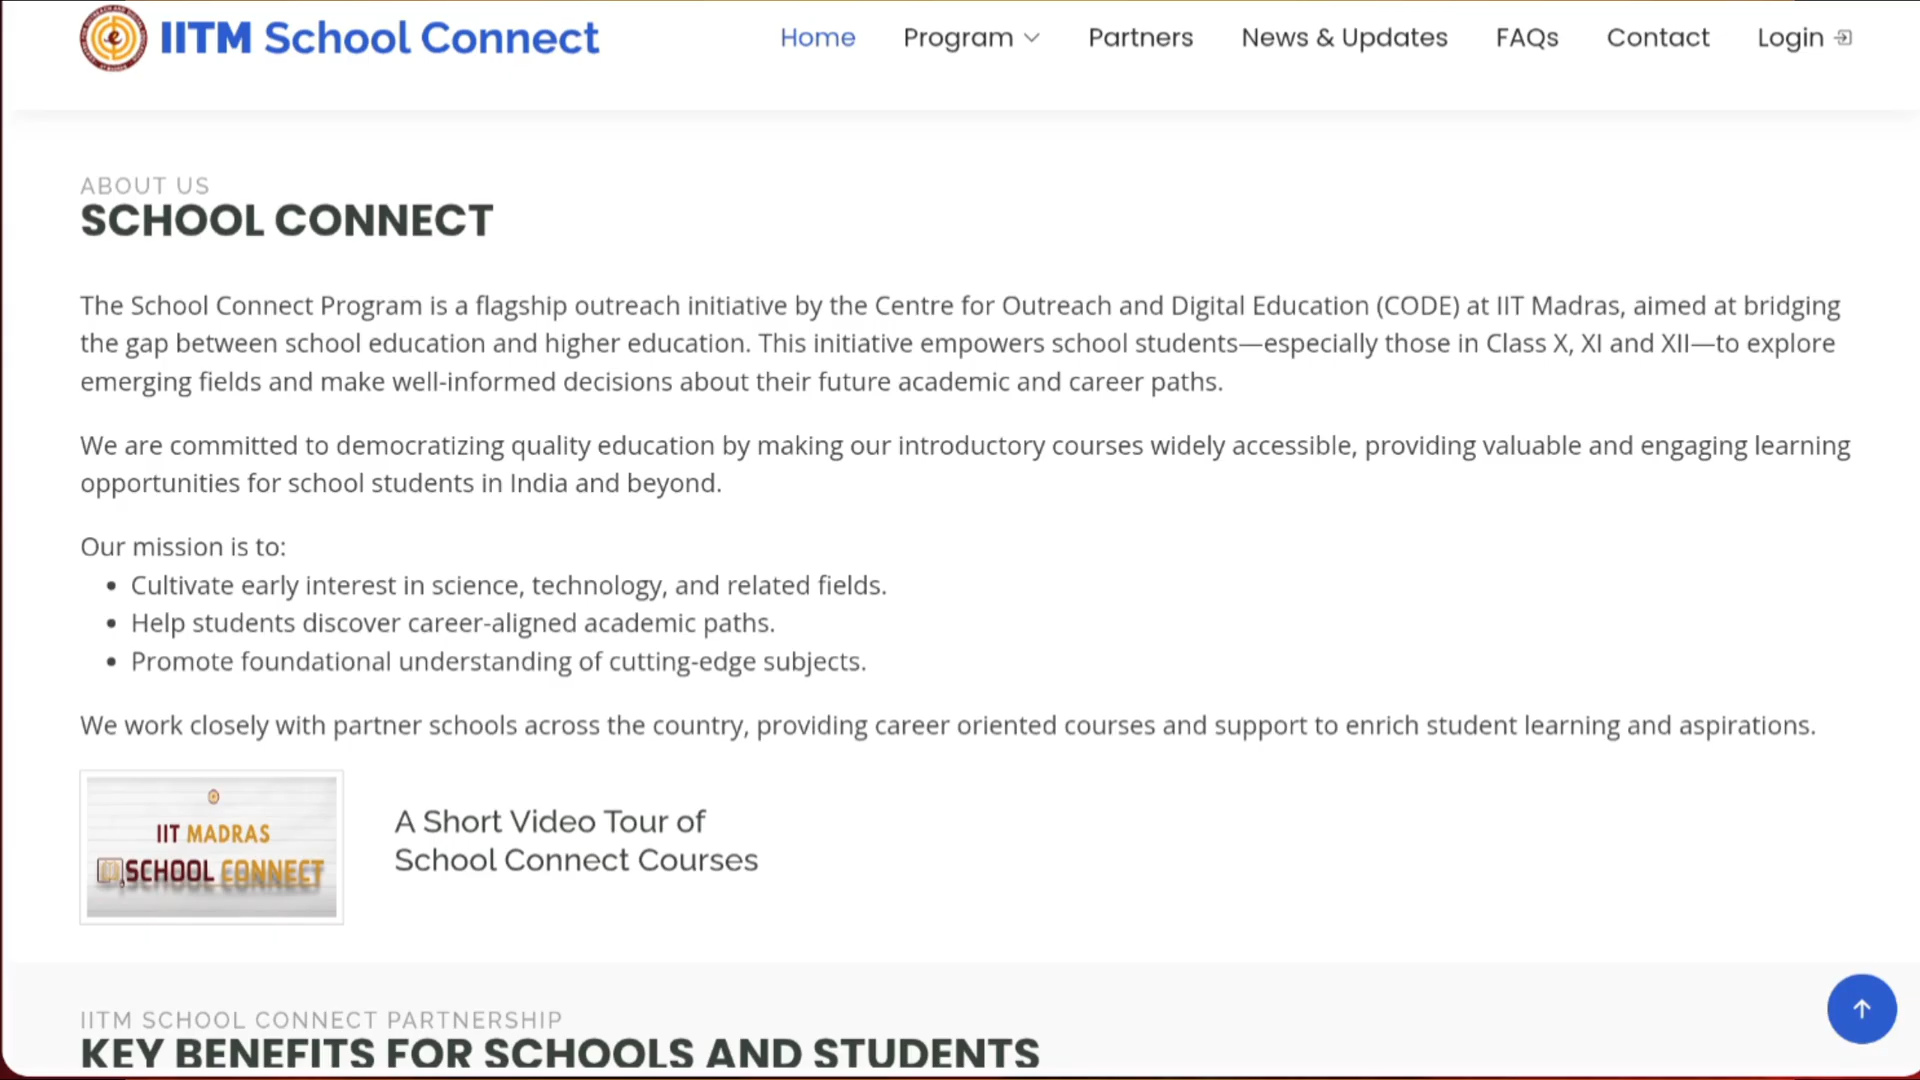 IITM School Connect
Home Program Partners News & Updates FAQs Contact Login
ABOUT US
SCHOOL CONNECT
The School Connect Program is a flagship outreach initiative by the Centre for Outreach and Digital Education (CODE) at IIT Madras, aimed at bridging
the gap between school education and higher education. This initiative empowers school students—especially those in Class X, XI and XII—to explore
emerging fields and make well-informed decisions about their future academic and career paths.
We are committed to democratizing quality education by making our introductory courses widely accessible, providing valuable and engaging learning
opportunities for school students in India and beyond.
Our mission is to:
• Cultivate early interest in science, technology, and related fields.
• Help students discover career-aligned academic paths.
• Promote foundational understanding of cutting-edge subjects.
We work closely with partner schools across the country, providing career oriented courses and support to enrich student learning and aspirations.
IIT MADRAS
SCHOOL CONNECT
A Short Video Tour of
School Connect Courses
IITM SCHOOL CONNECT PARTNERSHIP
KEY BENEFITS FOR SCHOOLS AND STUDENTS